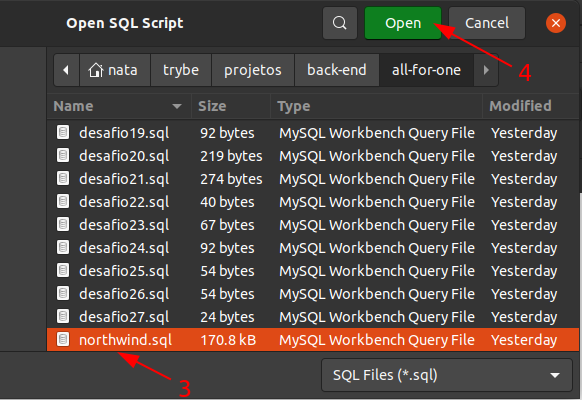 Open SQL Script
Open
Cancel
nata
trybe
projetos
back-end
all-for-one
4
Name Size Type Modified
desafio19.sql 92 bytes MySQL Workbench Query File Yesterday
desafio20.sql 219 bytes MySQL Workbench Query File Yesterday
desafio21.sql 274 bytes MySQL Workbench Query File Yesterday
desafio22.sql 40 bytes MySQL Workbench Query File Yesterday
desafio23.sql 67 bytes MySQL Workbench Query File Yesterday
desafio24.sql 92 bytes MySQL Workbench Query File Yesterday
desafio25.sql 54 bytes MySQL Workbench Query File Yesterday
desafio26.sql 54 bytes MySQL Workbench Query File Yesterday
desafio27.sql 24 bytes MySQL Workbench Query File Yesterday
northwind.sql 170.8 kB MySQL Workbench Query File Yesterday
3
SQL Files (*.sql)